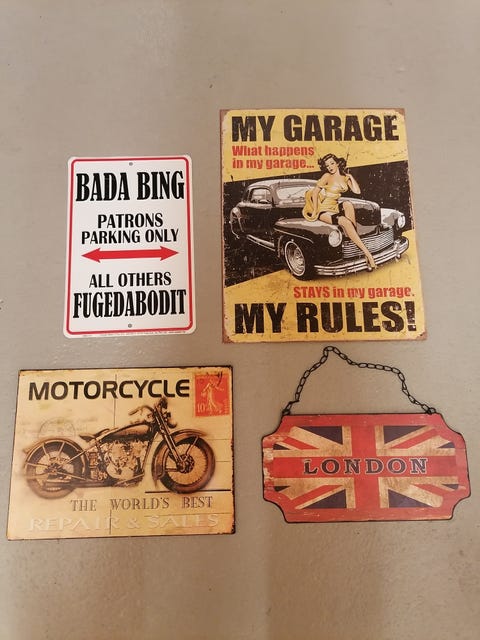 BADA BING
PATRONS
PARKING ONLY
ALL OTHERS
FUGEDABODIT
MY GARAGE
What happens
in my garage...
STAYS in my garage.
MY RULES!
MOTORCYCLE
THE WORLD'S BEST
REPAIR & SALES
LONDON